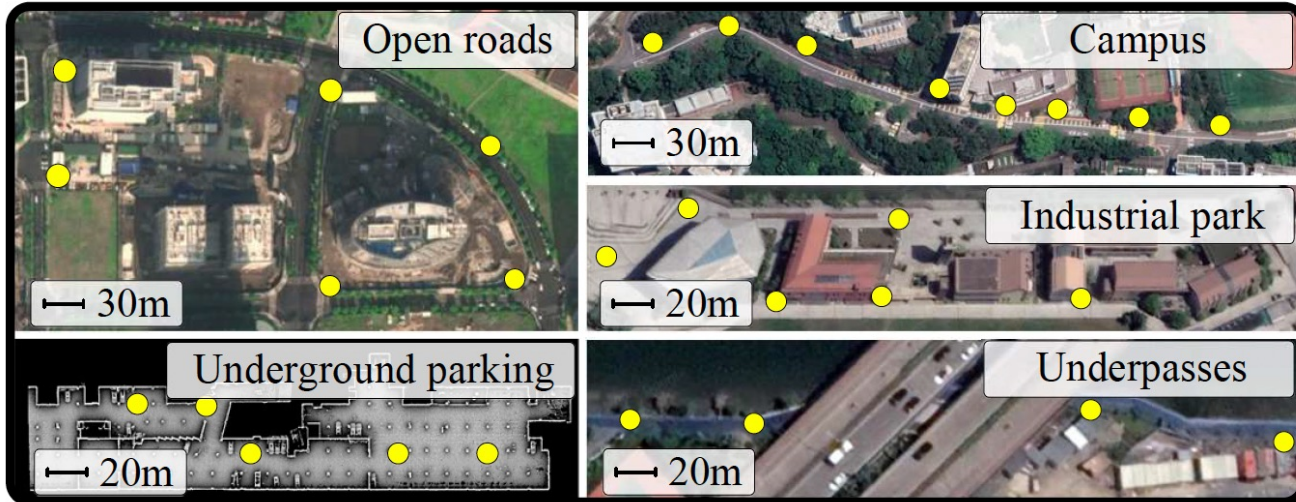 Open roads
30m
Campus
30m
Industrial park
20m
Underground parking
20m
Underpasses
20m